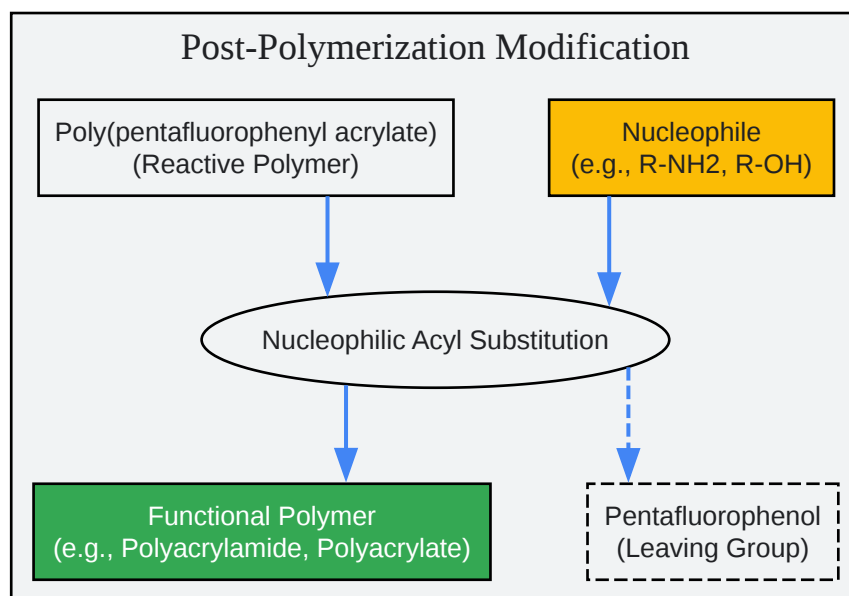 Post-Polymerization Modification
Poly(pentafluorophenyl acrylate)
(Reactive Polymer)
Nucleophile
(e.g., R-NH2, R-OH)
Nucleophilic Acyl Substitution
Functional Polymer
(e.g., Polyacrylamide, Polyacrylate)
Pentafluorophenol
(Leaving Group)